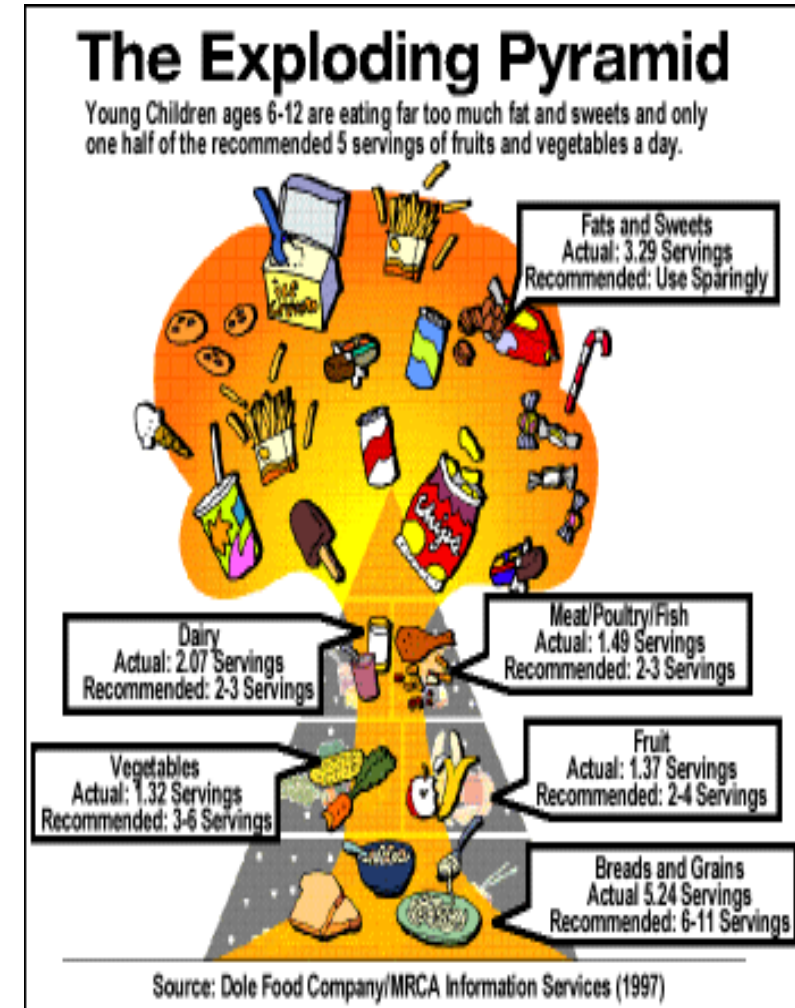 The Exploding Pyramid
Young Children ages 6-12 are eating far too much fat and sweets and only
one half of the recommended 5 servings of fruits and vegetables a day.
Fats and Sweets
Actual: 3.29 Servings
Recommended: Use Sparingly
Ice
Cream
Chips
Dairy
Actual: 2.07 Servings
Recommended: 2-3 Servings
Meat/Poultry/Fish
Actual: 1.49 Servings
Recommended: 2-3 Servings
Vegetables
Actual: 1.32 Servings
Recommended: 3-6 Servings
Fruit
Actual: 1.37 Servings
Recommended: 2-4 Servings
Breads and Grains
Actual 5.24 Servings
Recommended: 6-11 Servings
Source: Dole Food Company/MRCA Information Services (1997)